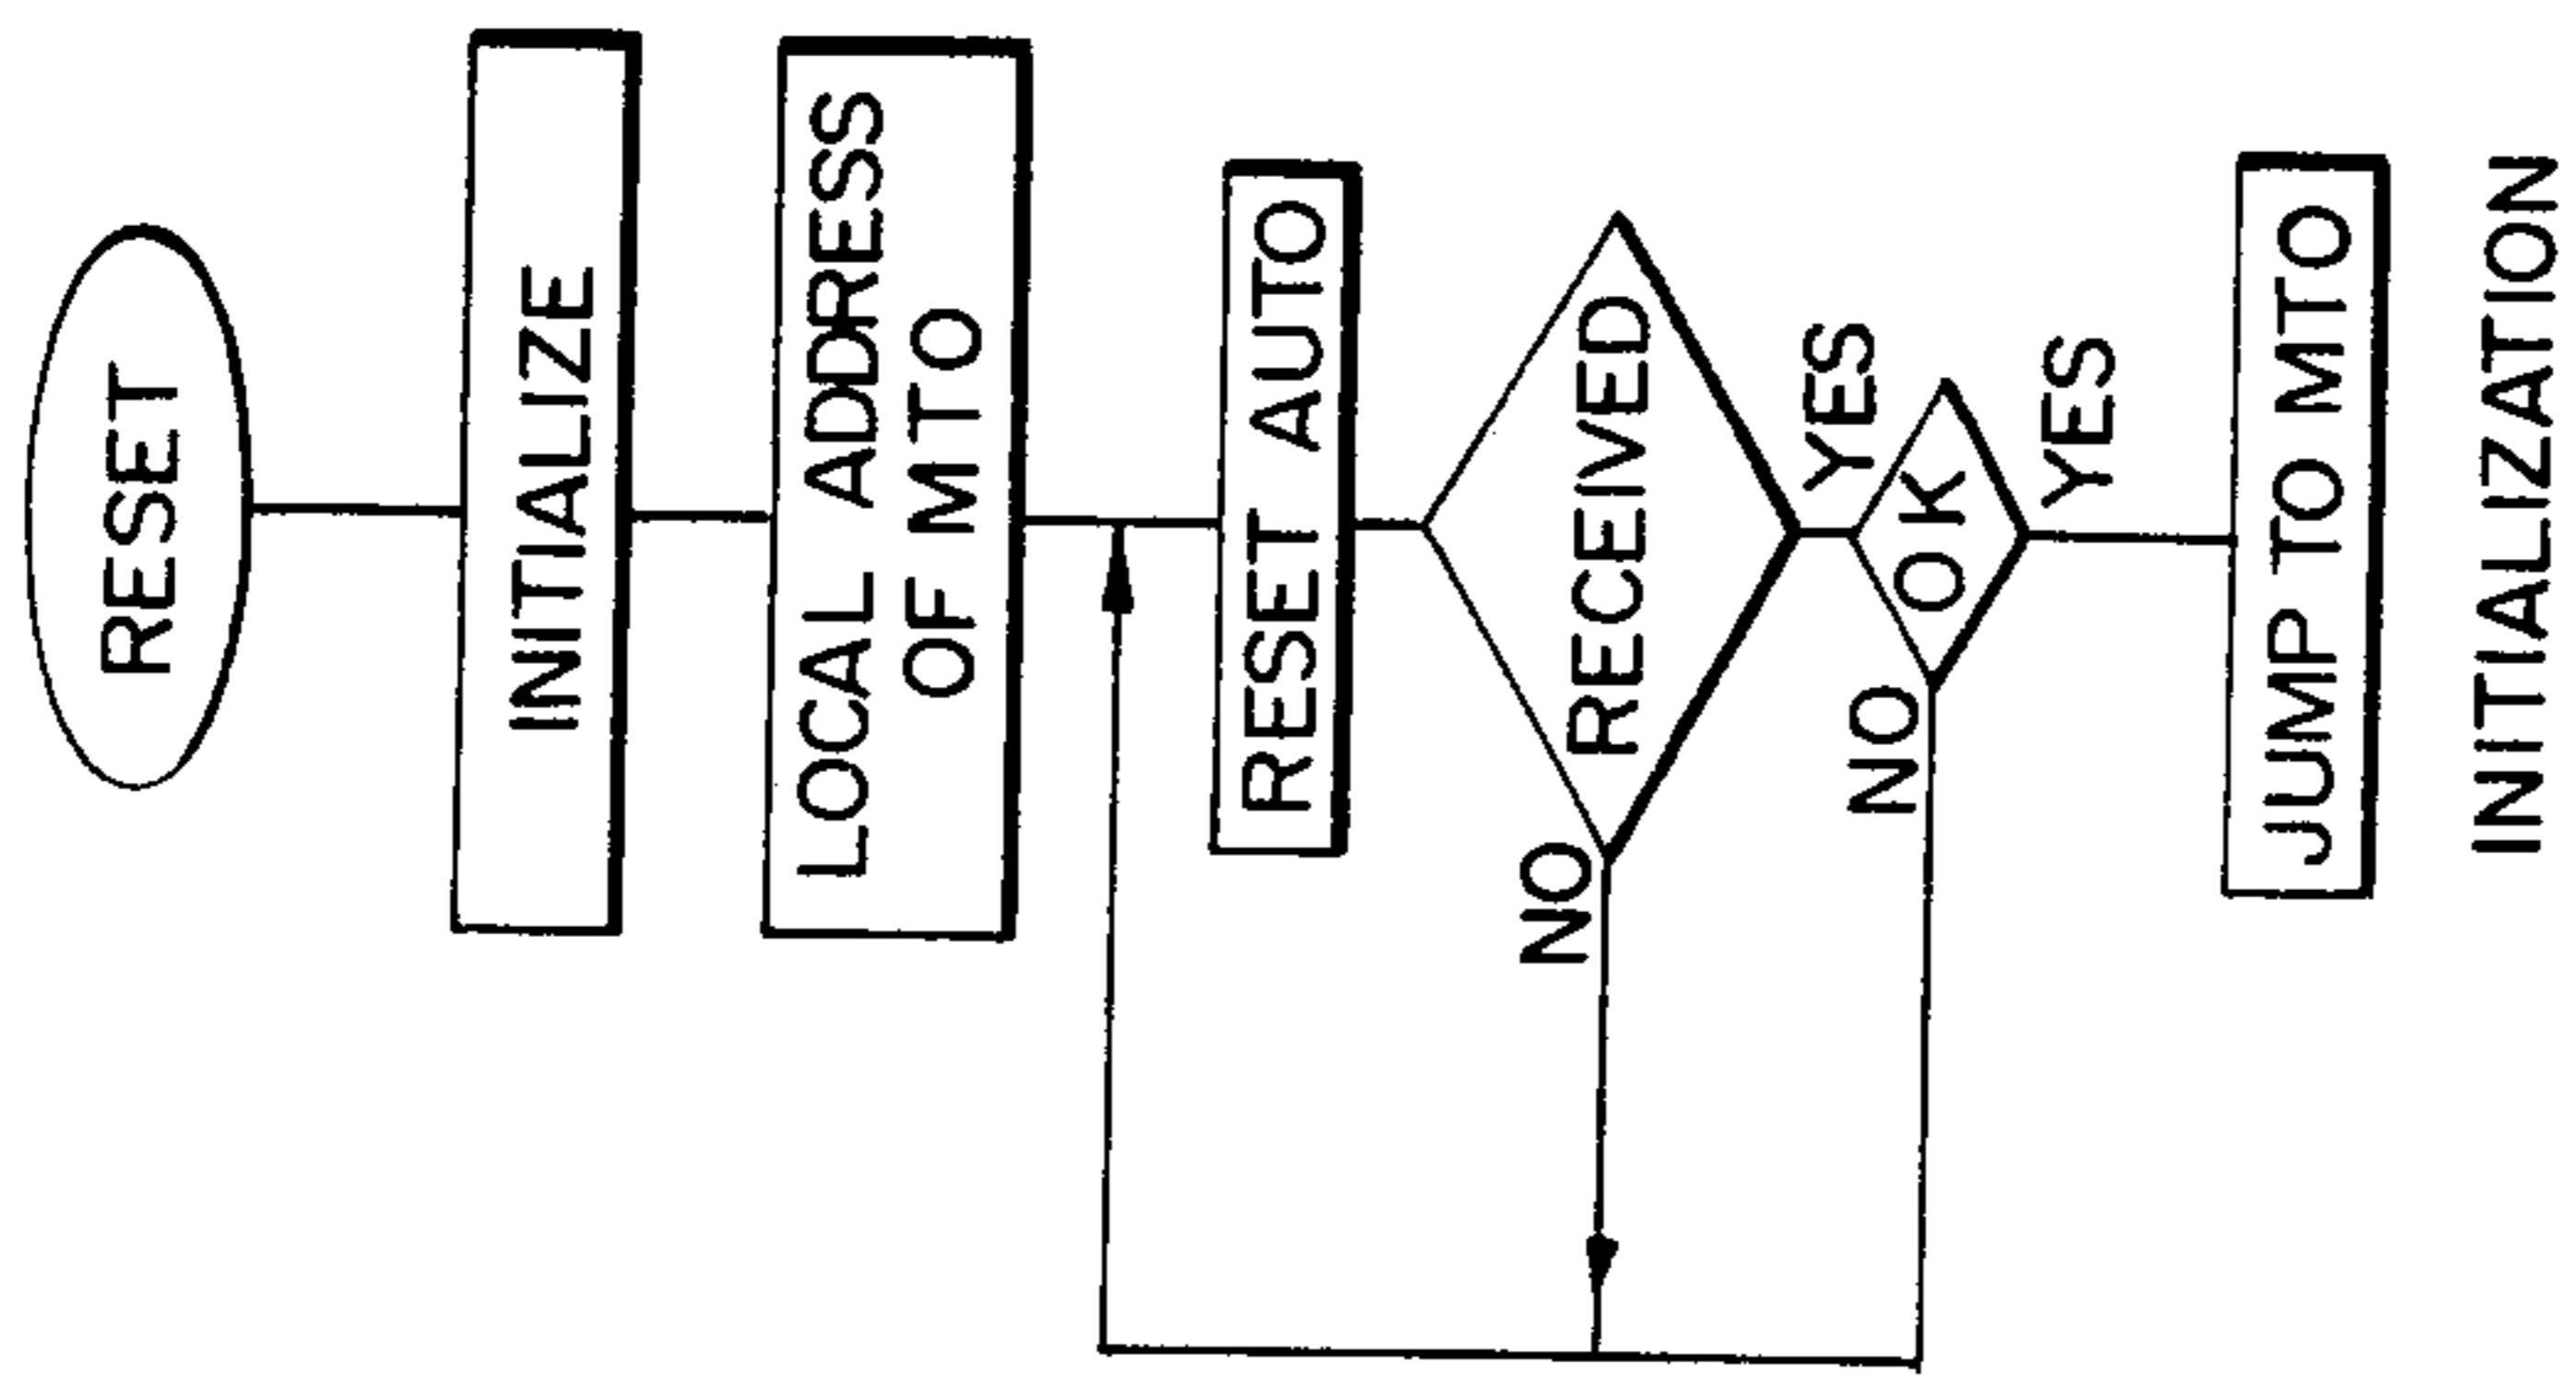 RESET
INITIALIZE
LOCAL ADDRESS
OF MTO
RESET AUTO
RECEIVED
NO
YES
OK
NO
YES
JUMP TO MTO
INITIALIZATION